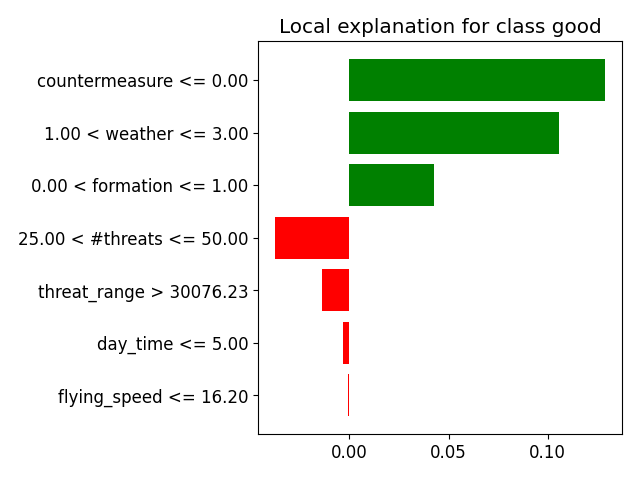 Local explanation for class good
countermeasure <= 0.00
1.00 < weather <= 3.00
0.00 < formation <= 1.00
25.00 < #threats <= 50.00
threat_range > 30076.23
day_time <= 5.00
flying_speed <= 16.20
0.00 0.05 0.10